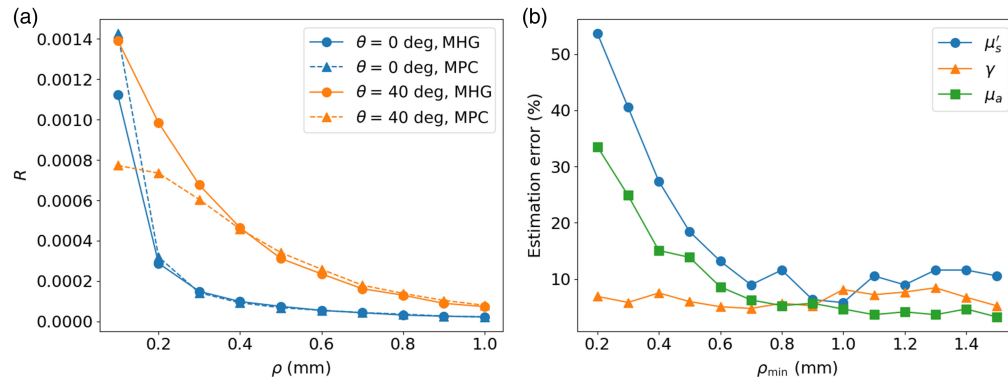 (a)
0.0014
0.0012
0.0010
0.0008
0.0006
0.0004
0.0002
0.0000
R
0.2 0.4 0.6 0.8 1.0
ρ (mm)
θ = 0 deg, MHG
θ = 0 deg, MPC
θ = 40 deg, MHG
θ = 40 deg, MPC
(b)
50
40
30
20
10
Estimation error (%)
0.2 0.4 0.6 0.8 1.0 1.2 1.4
ρmin (mm)
μ′s
γ
μa